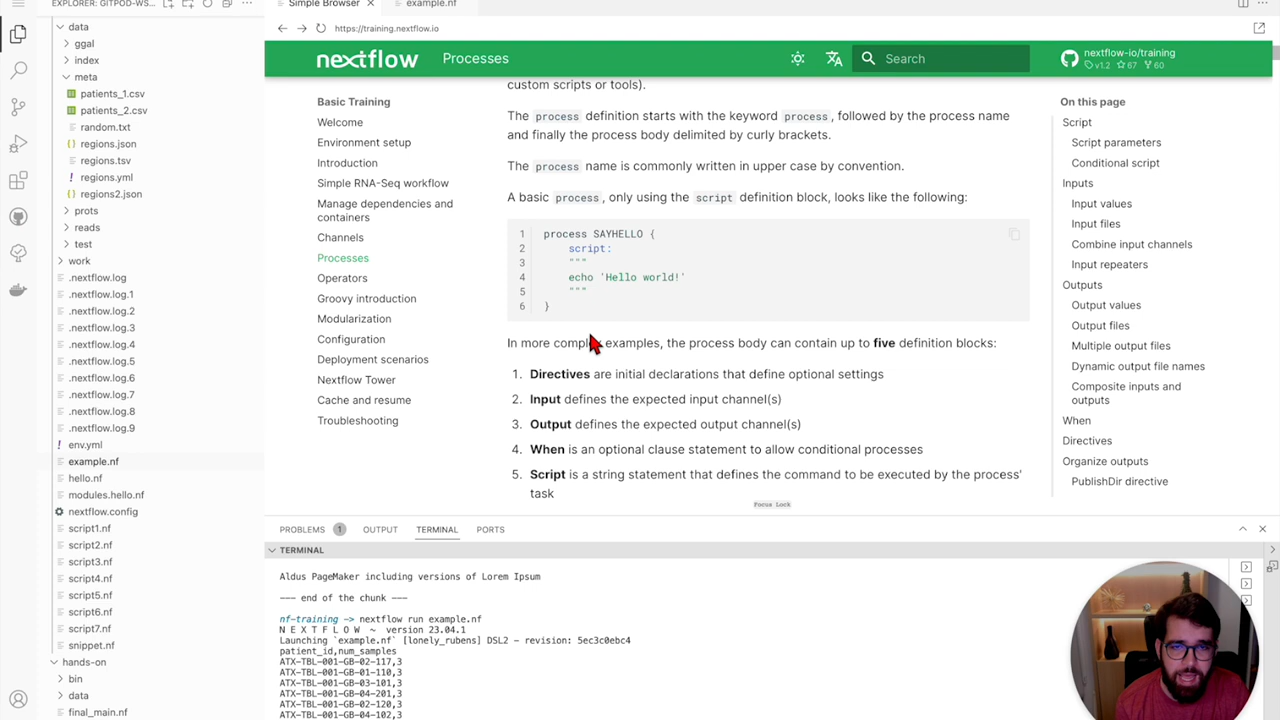 EXPLORER: GITPOD-WS...
data
ggal
index
meta
patients_1.csv
patients_2.csv
random.txt
regions.json
regions.tsv
regions.yml
regions2.json
prots
reads
test
work
.nextflow.log
.nextflow.log.1
.nextflow.log.2
.nextflow.log.3
.nextflow.log.4
.nextflow.log.5
.nextflow.log.6
.nextflow.log.7
.nextflow.log.8
.nextflow.log.9
env.yml
example.nf
hello.nf
modules.hello.nf
nextflow.config
script1.nf
script2.nf
script3.nf
script4.nf
script5.nf
script6.nf
script7.nf
snippet.nf
hands-on
bin
data
final_main.nf
Simple Browser
example.nf
https://training.nextflow.io
nextflow
Processes
Search
nextflow-io/training
v1.2 67 60
Basic Training
Welcome
Environment setup
Introduction
Simple RNA-Seq workflow
Manage dependencies and
containers
Channels
Processes
Operators
Groovy introduction
Modularization
Configuration
Deployment scenarios
Nextflow Tower
Cache and resume
Troubleshooting
custom scripts or tools).
The process definition starts with the keyword process, followed by the process name
and finally the process body delimited by curly brackets.
The process name is commonly written in upper case by convention.
A basic process, only using the script definition block, looks like the following:
1 process SAYHELLO {
2 script:
3 """
4 echo 'Hello world!'
5 """
6 }
In more examples, the process body can contain up to five definition blocks:
1. Directives are initial declarations that define optional settings
2. Input defines the expected input channel(s)
3. Output defines the expected output channel(s)
4. When is an optional clause statement to allow conditional processes
5. Script is a string statement that defines the command to be executed by the process'
task
Focus Lock
On this page
Script
Script parameters
Conditional script
Inputs
Input values
Input files
Combine input channels
Input repeaters
Outputs
Output values
Output files
Multiple output files
Dynamic output file names
Composite inputs and
outputs
When
Directives
Organize outputs
PublishDir directive
PROBLEMS 1 OUTPUT TERMINAL PORTS
TERMINAL
Aldus PageMaker including versions of Lorem Ipsum
--- end of the chunk ---
nf-training -> nextflow run example.nf
N E X T F L O W ~ version 23.04.1
Launching `example.nf` [lonely_rubens] DSL2 - revision: 5ec3c0ebc4
patient_id,num_samples
ATX-TBL-001-GB-02-117,3
ATX-TBL-001-GB-01-110,3
ATX-TBL-001-GB-03-101,3
ATX-TBL-001-GB-04-201,3
ATX-TBL-001-GB-02-120,3
ATX-TBL-001-GB-04-102,3